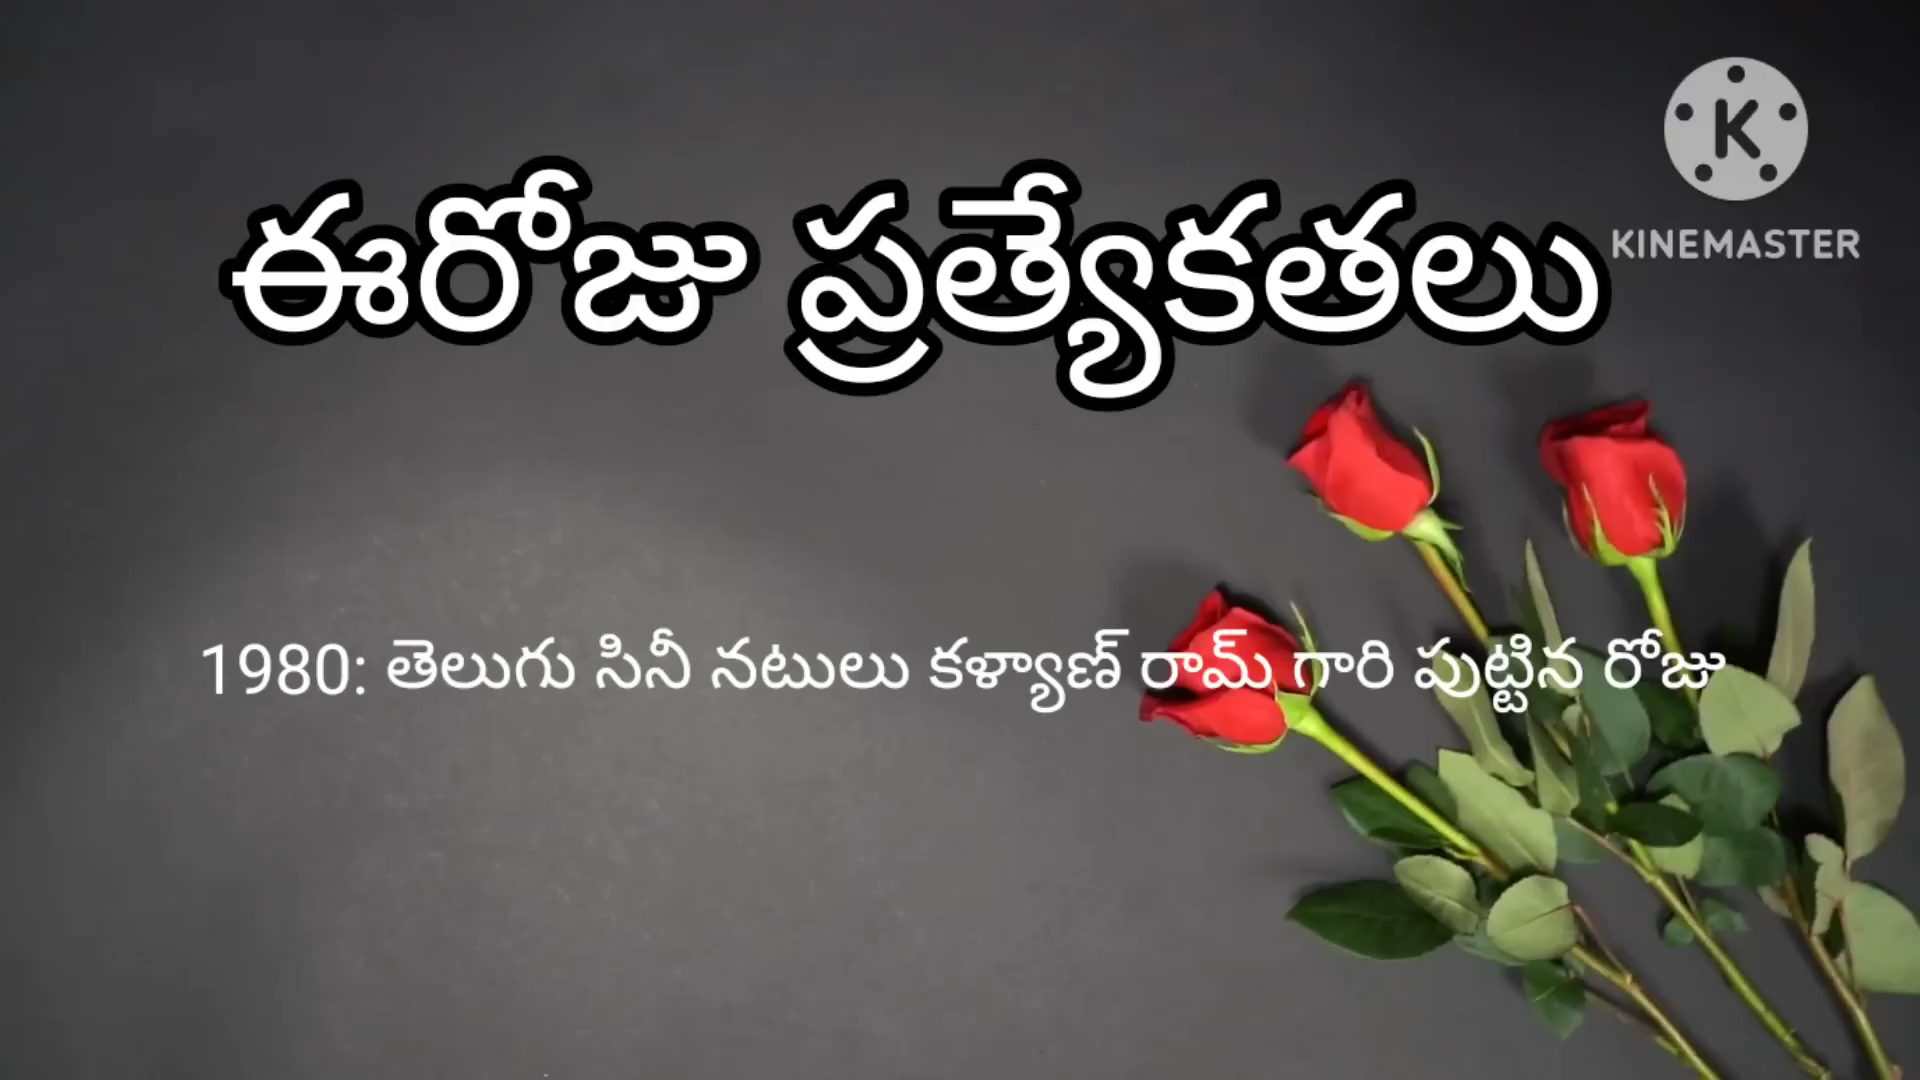 ఈరోజు ప్రత్యేకతలు
KINEMASTER
1980: తెలుగు సినీ నటులు కళ్యాణ్ రామ్ గారి పుట్టిన రోజు